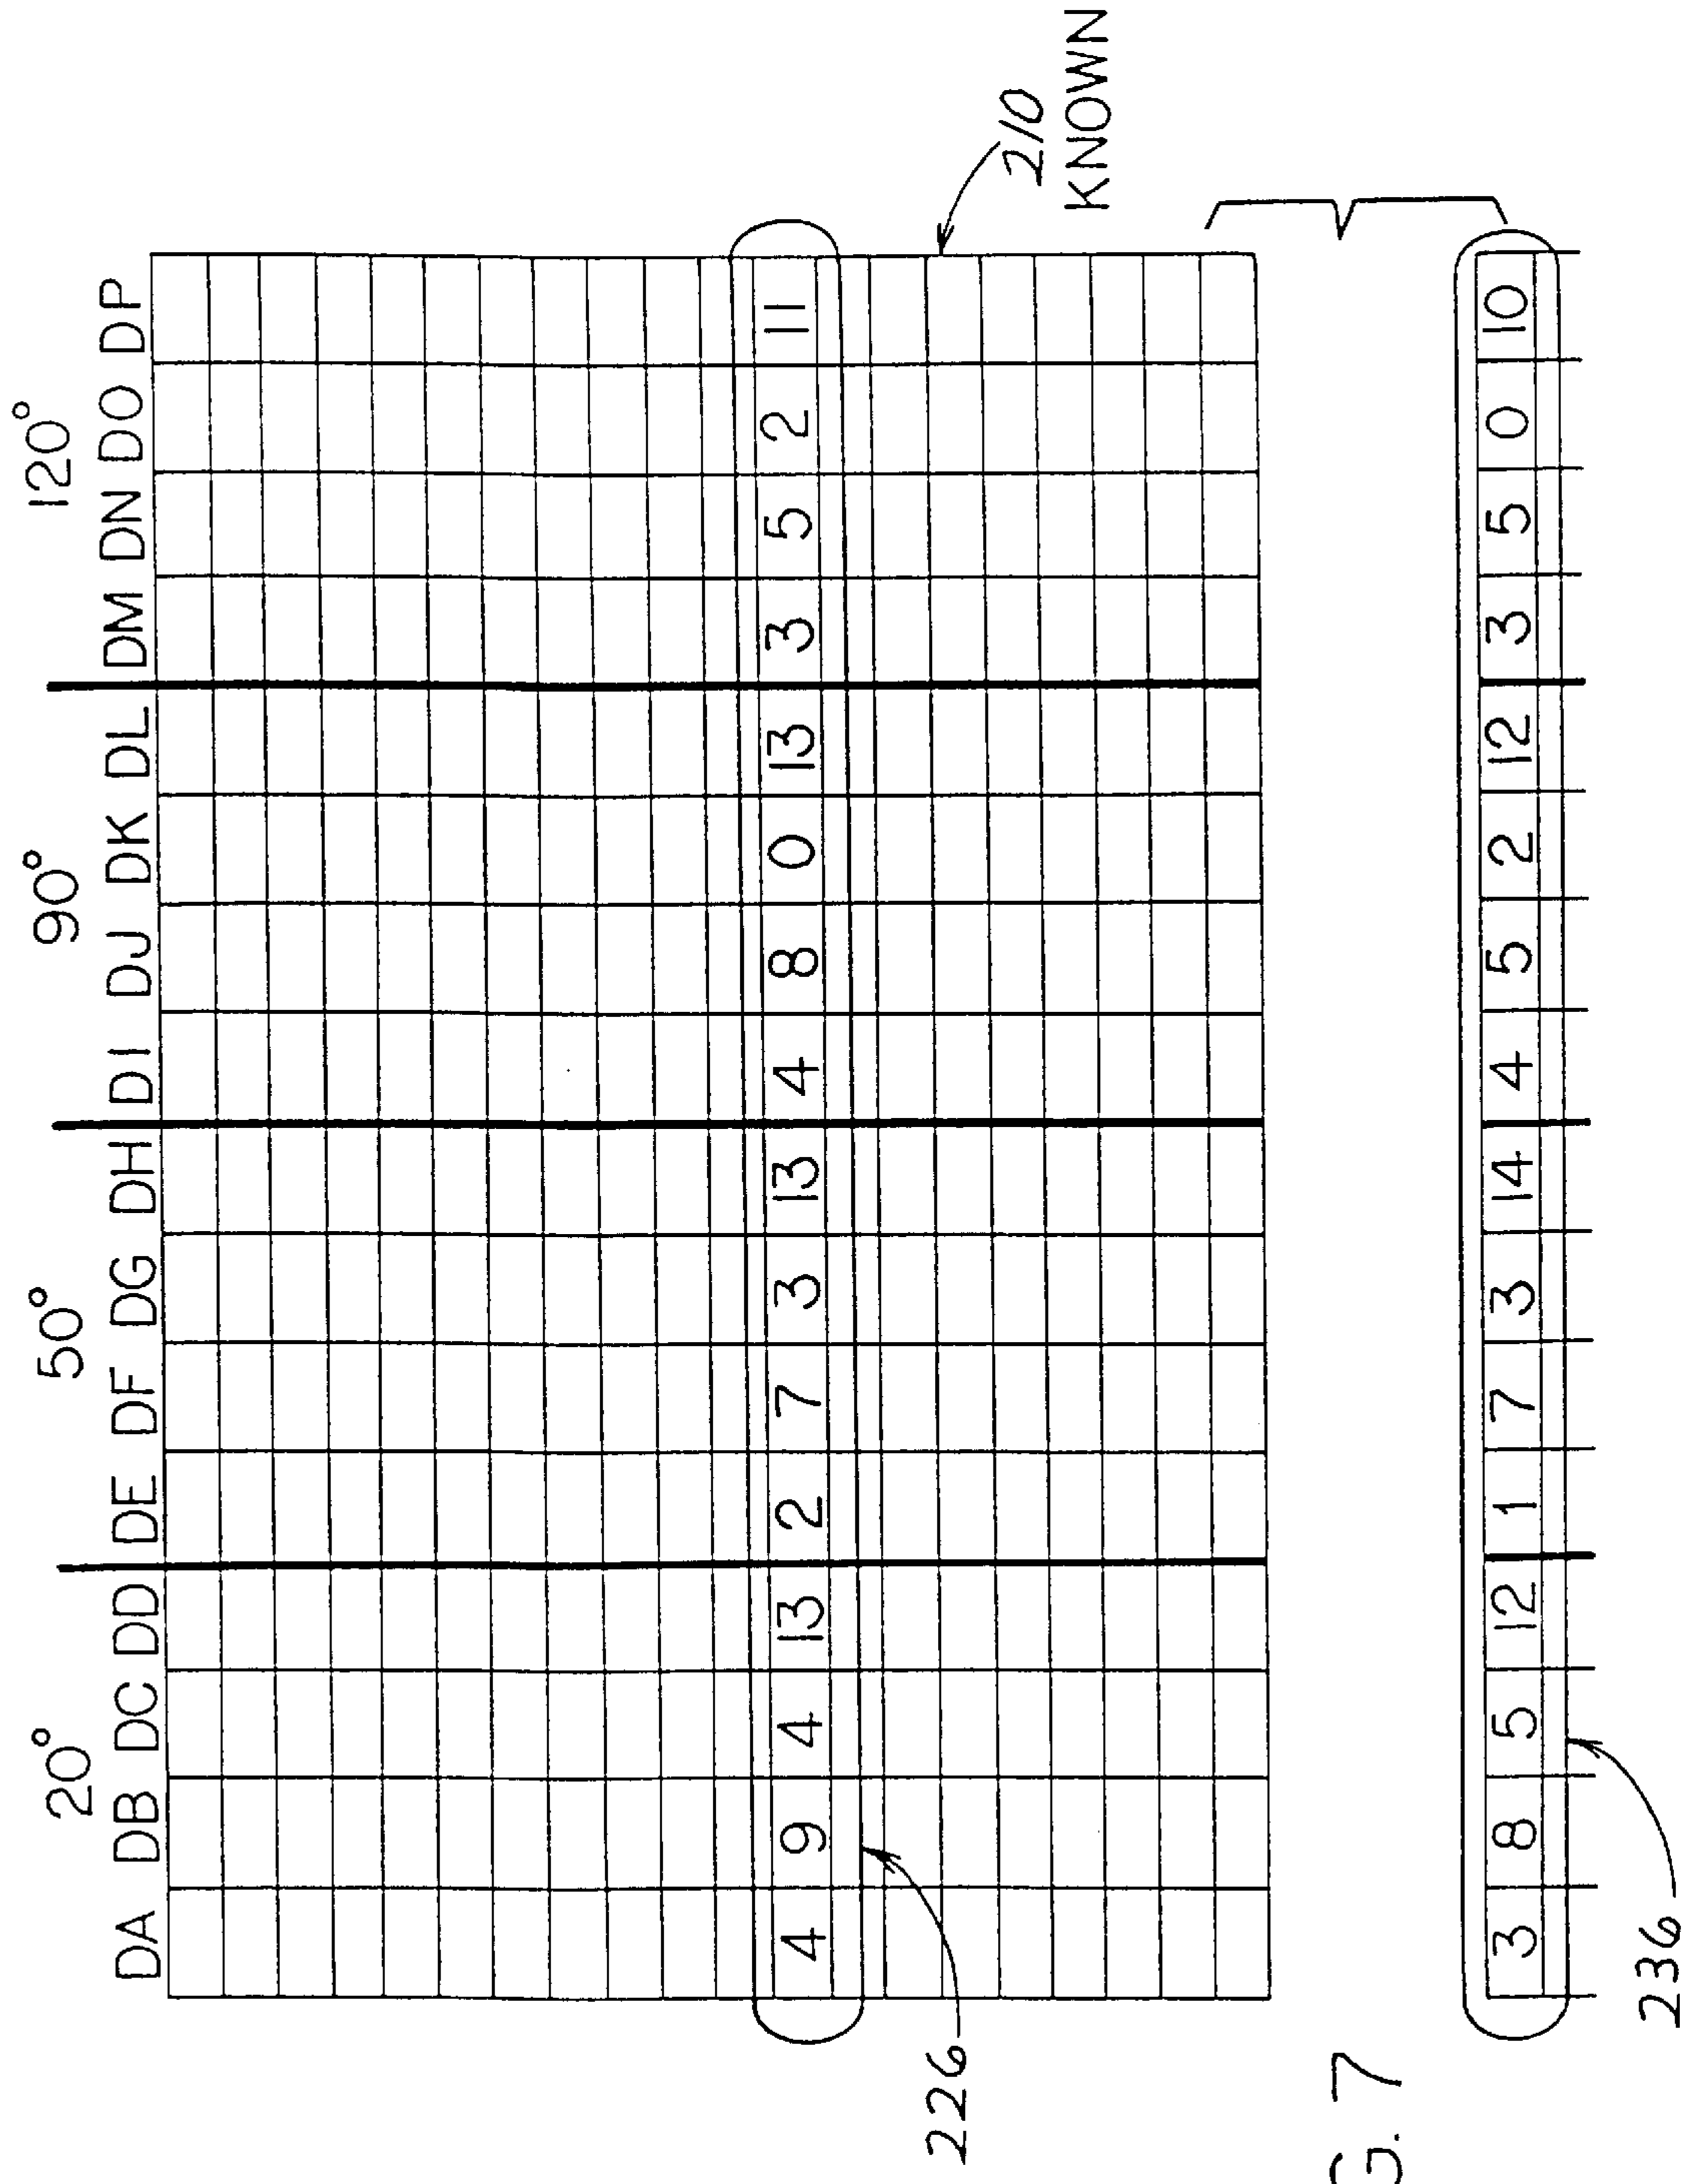 20° 50° 90° 120°
DA DB DC DD DE DF DG DH DI DJ DK DL DM DN DO DP
4 9 4 13 2 7 3 13 4 8 0 13 3 5 2 11
226
210
KNOWN
3 8 5 12 1 7 3 14 4 5 2 12 3 5 0 10
236
G. 7